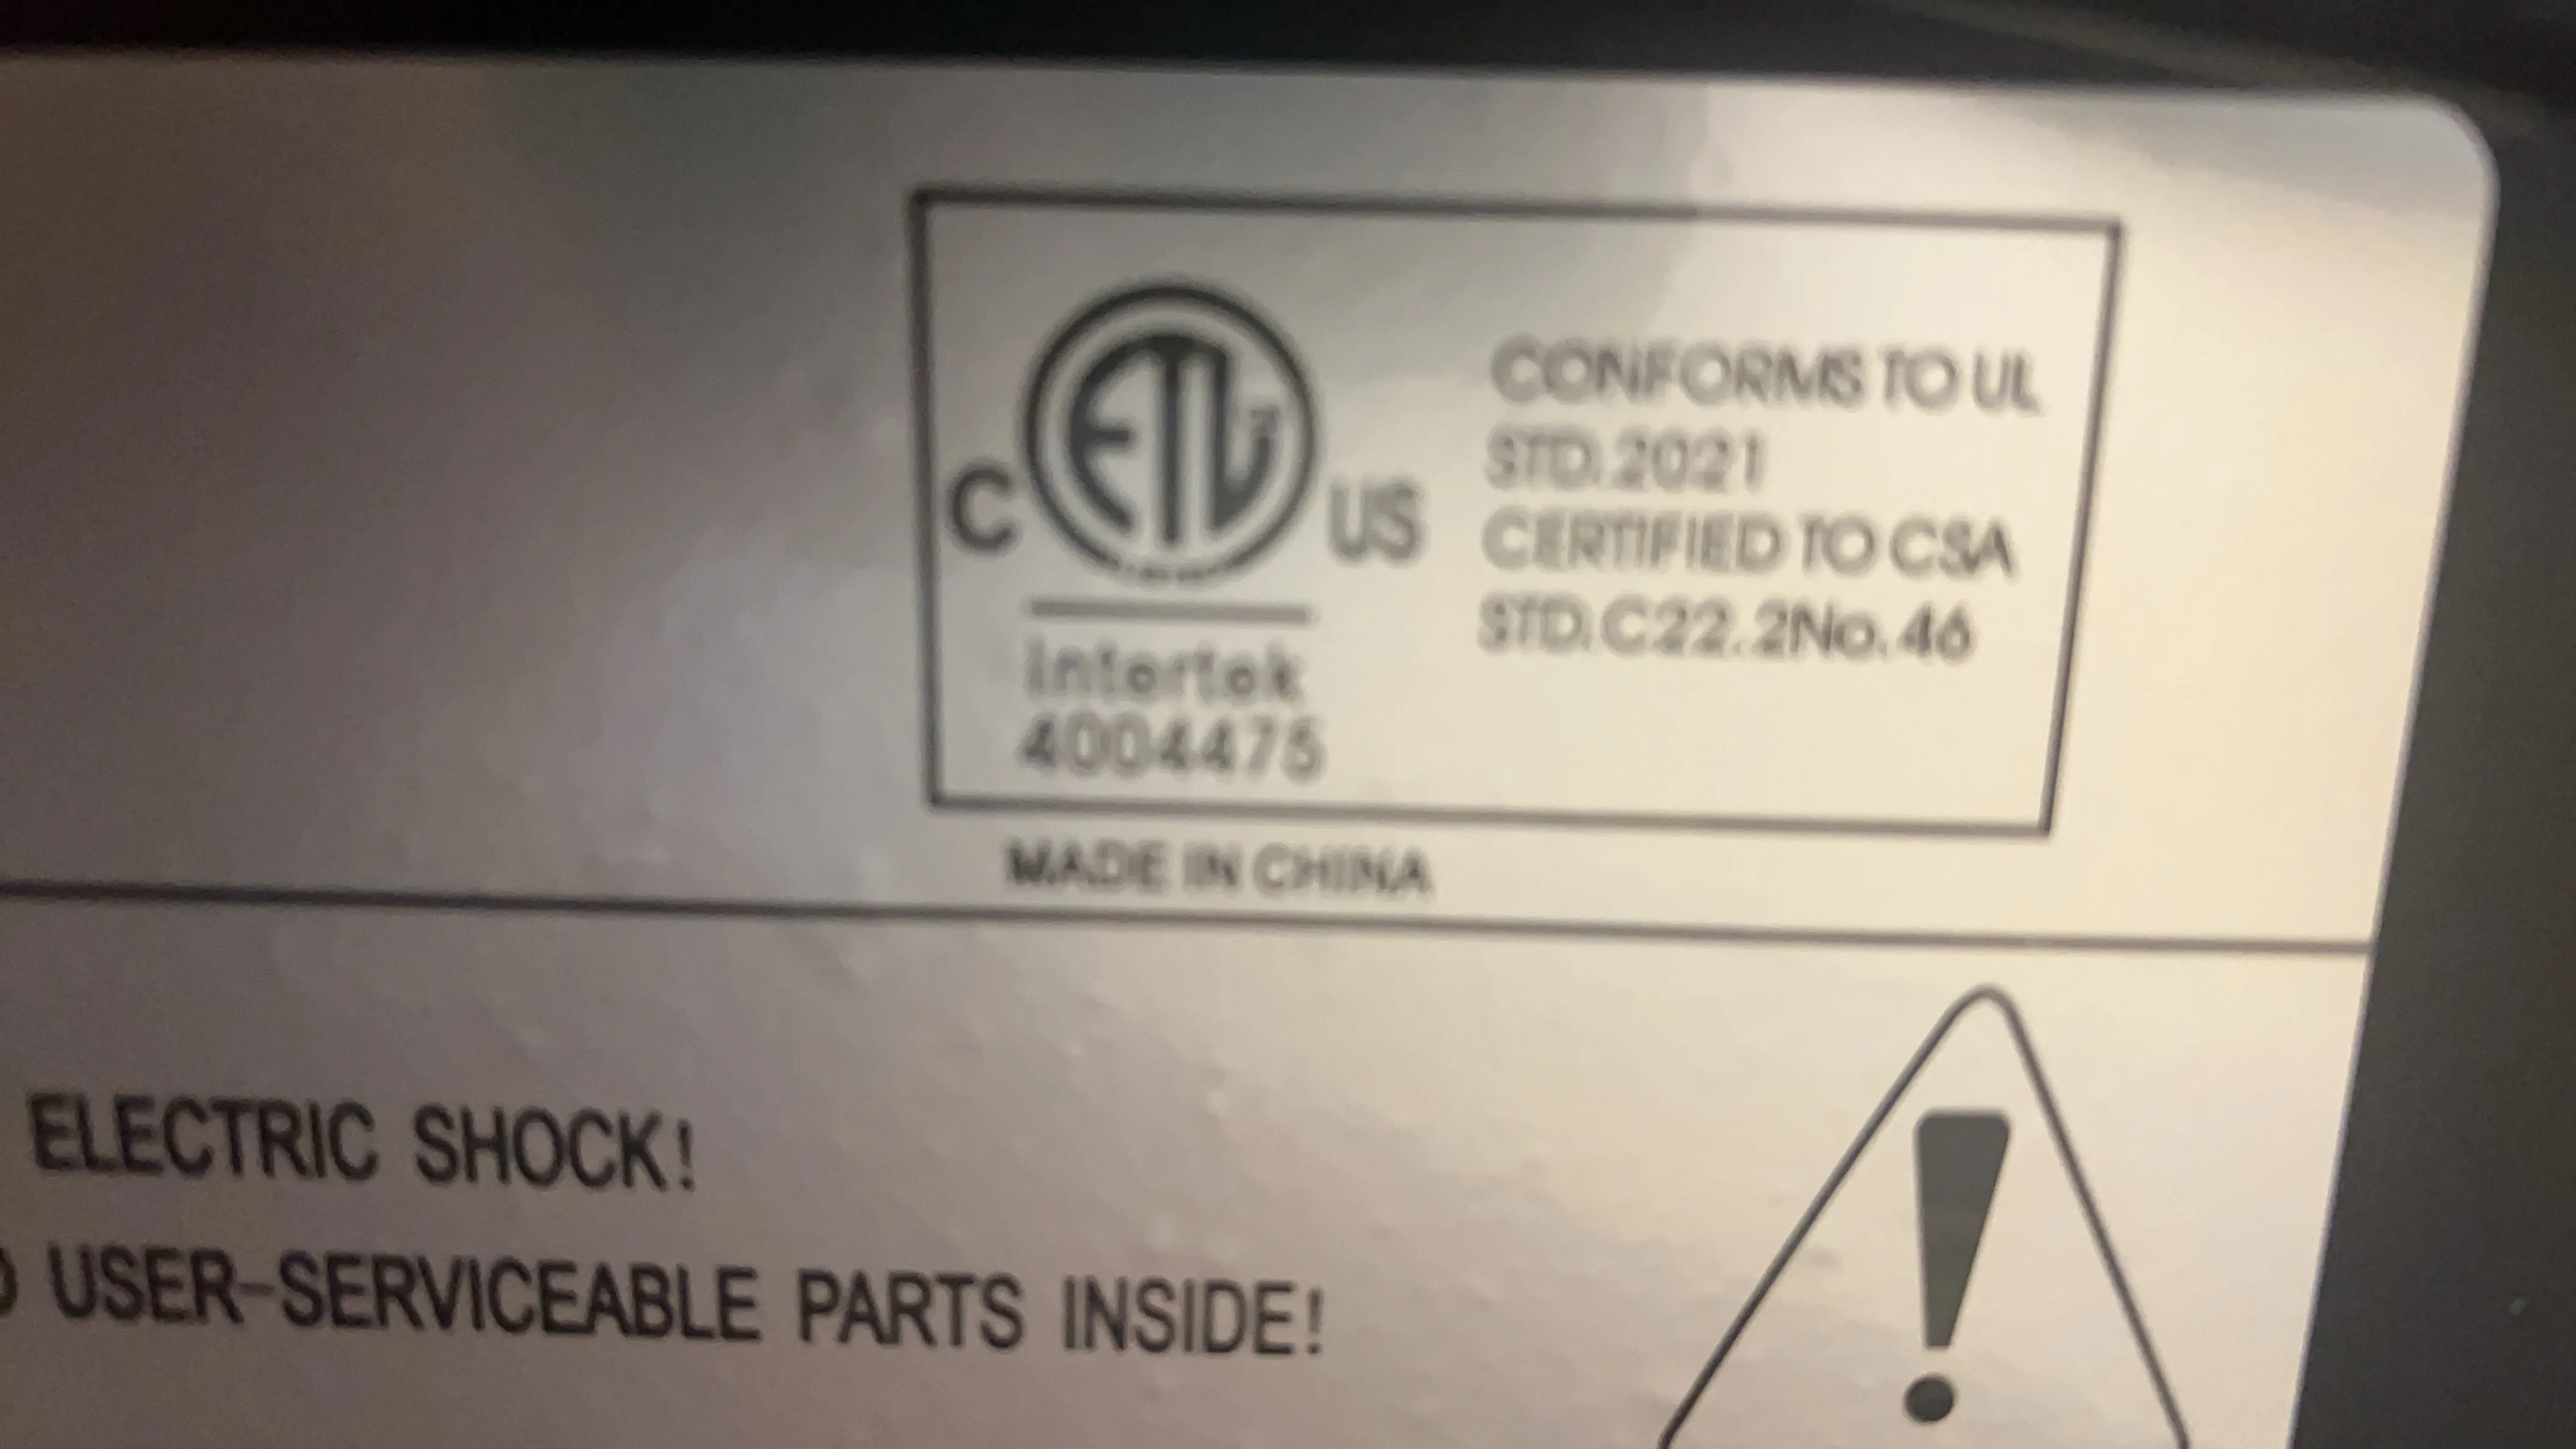 C ETL US
CONFORMS TO UL
STD.2021
CERTIFIED TO CSA
STD.C22.2No.46
Intertek
4004475
MADE IN CHINA
ELECTRIC SHOCK!
USER-SERVICEABLE PARTS INSIDE!
!